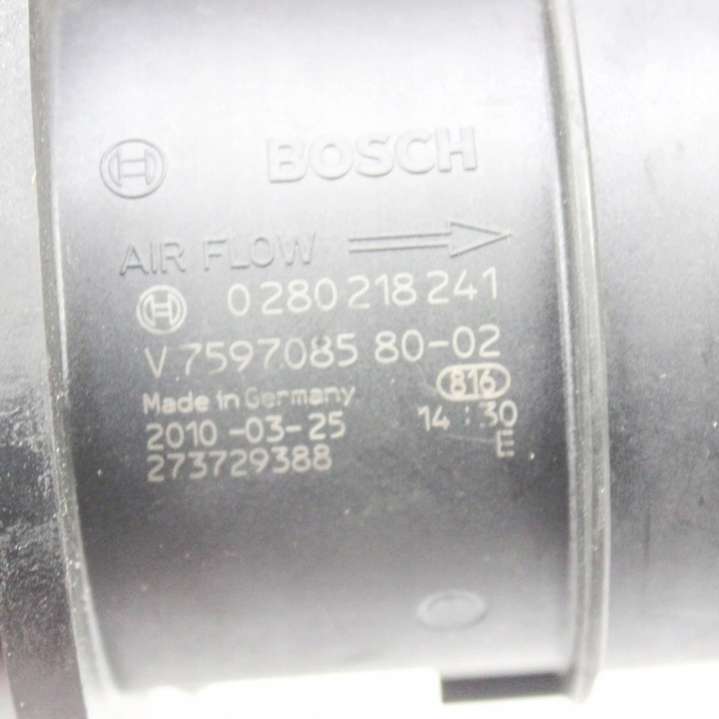 BOSCH
AIR FLOW
0 280 218 241
V 7597085 80-02
Made in Germany 816
2010-03-25 14:30
273729388 E